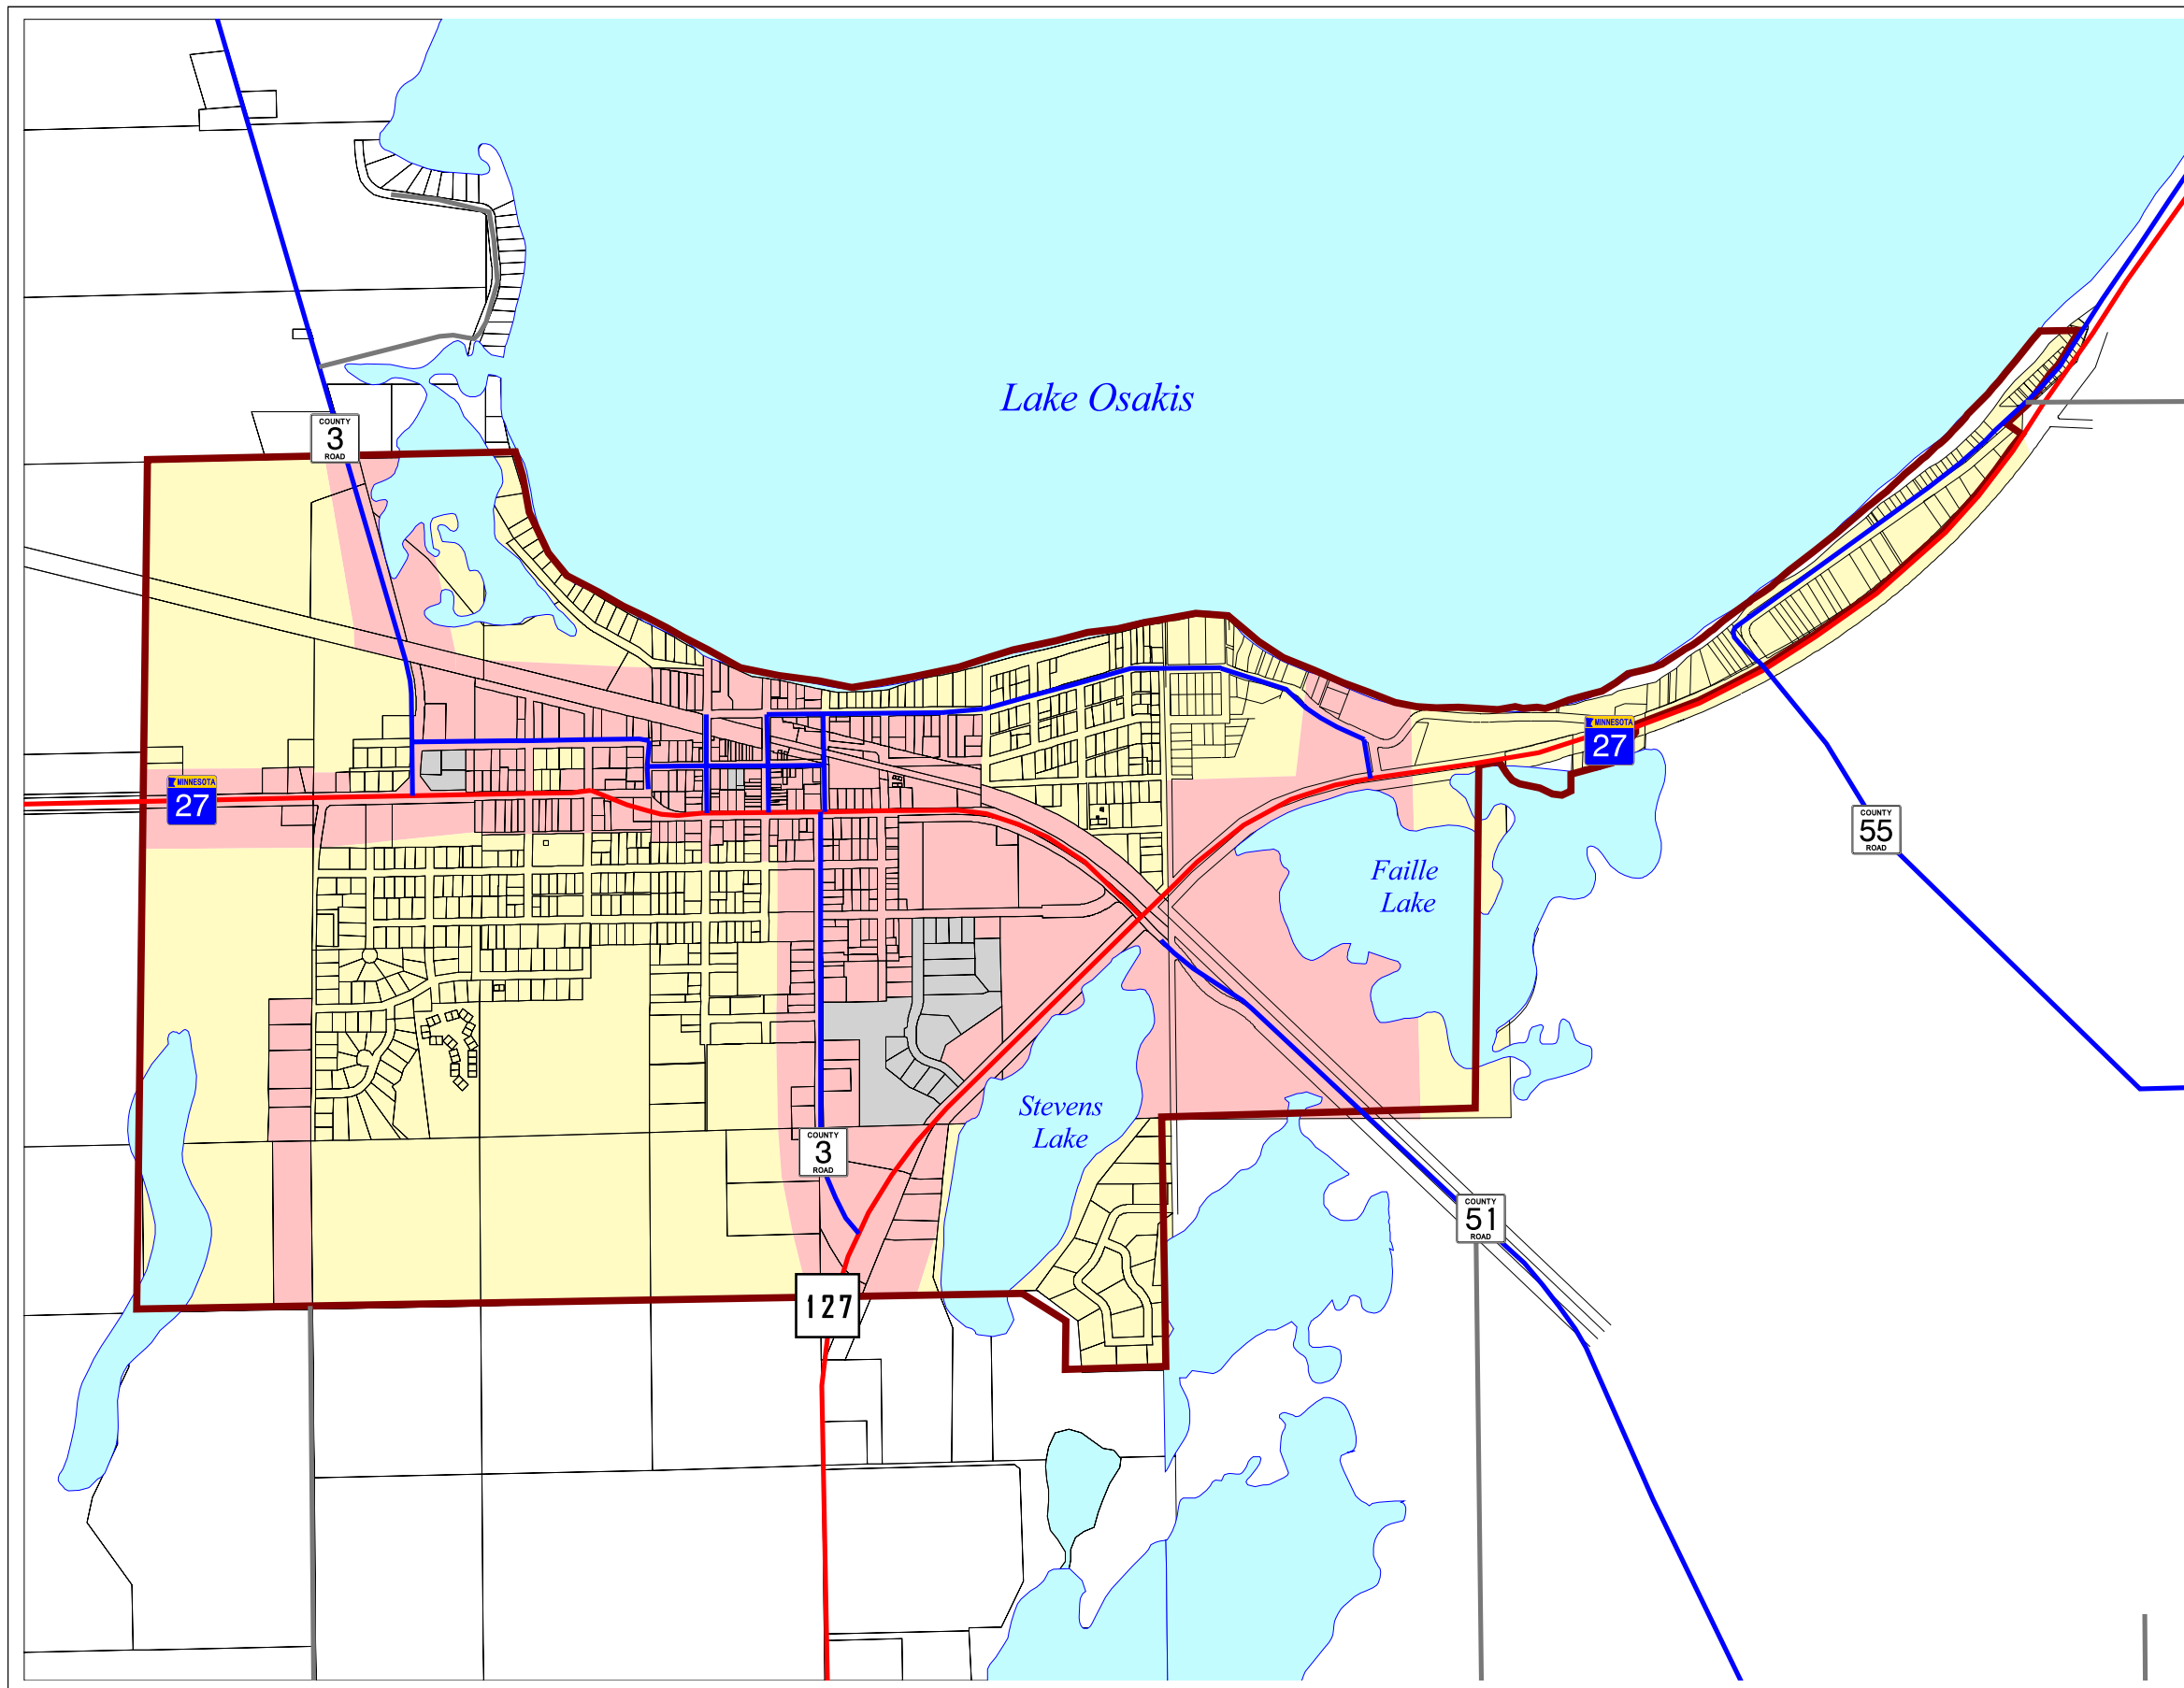 Lake Osakis
COUNTY
3
ROAD
MINNESOTA
27
MINNESOTA
27
COUNTY
55
ROAD
Faille
Lake
Stevens
Lake
COUNTY
3
ROAD
COUNTY
51
ROAD
127